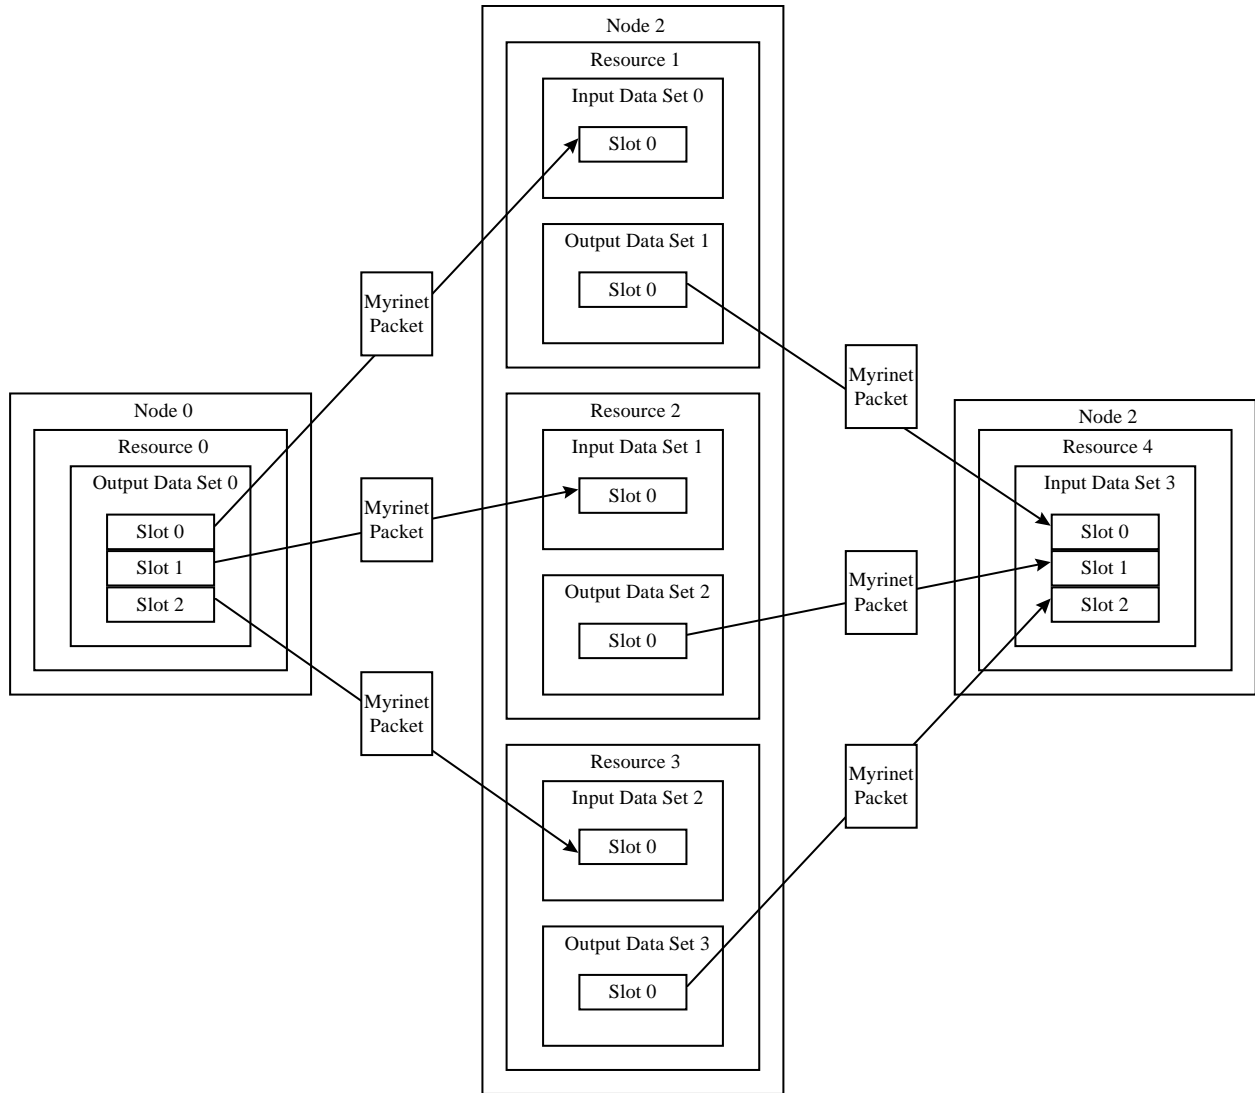 Node 0
Resource 0
Output Data Set 0
Slot 0
Slot 1
Slot 2
Myrinet
Packet
Myrinet
Packet
Myrinet
Packet
Node 2
Resource 1
Input Data Set 0
Slot 0
Output Data Set 1
Slot 0
Resource 2
Input Data Set 1
Slot 0
Output Data Set 2
Slot 0
Resource 3
Input Data Set 2
Slot 0
Output Data Set 3
Slot 0
Myrinet
Packet
Myrinet
Packet
Myrinet
Packet
Node 2
Resource 4
Input Data Set 3
Slot 0
Slot 1
Slot 2